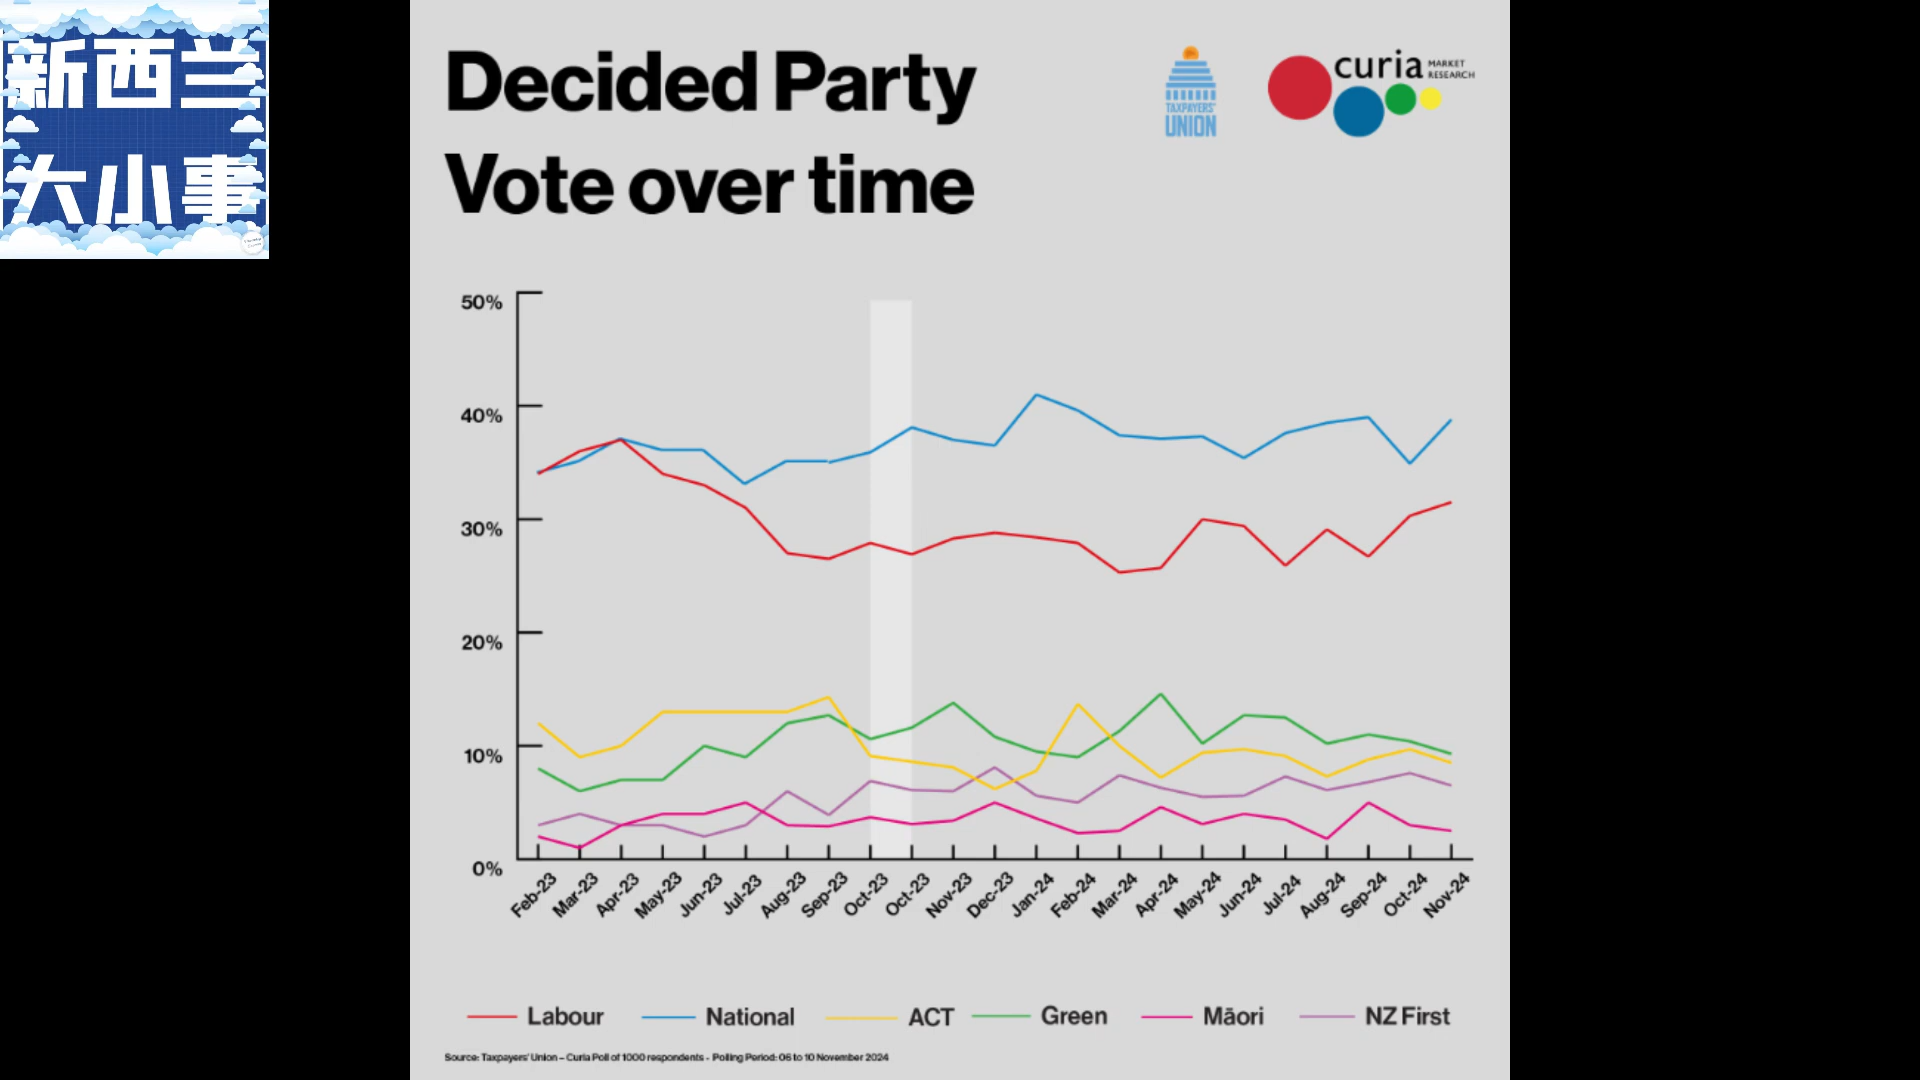 新西兰
大小事
Decided Party
Vote over time
TAXPAYERS'
UNION
curia MARKET
RESEARCH
50%
40%
30%
20%
10%
0%
Feb-23 Mar-23 Apr-23 May-23 Jun-23 Jul-23 Aug-23 Sep-23 Oct-23 Oct-23 Nov-23 Dec-23 Jan-24 Feb-24 Mar-24 Apr-24 May-24 Jun-24 Jul-24 Aug-24 Sep-24 Oct-24 Nov-24
Labour National ACT Green Māori NZ First
Source: Taxpayers' Union – Curia Poll of 1000 respondents - Polling Period: 06 to 10 November 2024